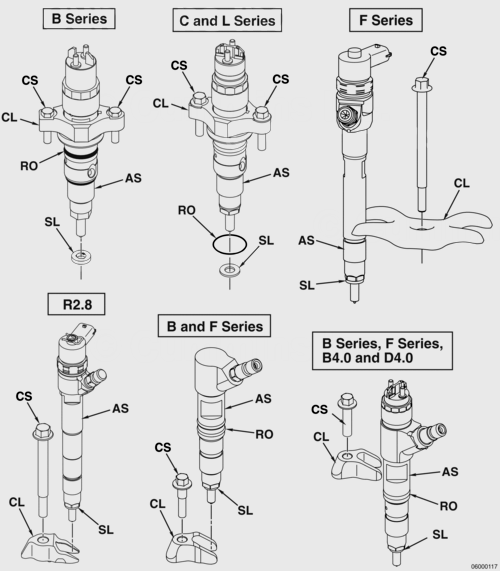 B Series
C and L Series
F Series
CS
CS
CL
RO
AS
SL
CS
CS
CL
AS
RO
SL
CS
CL
AS
SL
R2.8
B and F Series
B Series, F Series,
B4.0 and D4.0
CS
AS
CL
SL
AS
RO
CS
CL
SL
CS
CL
AS
RO
SL
06000117